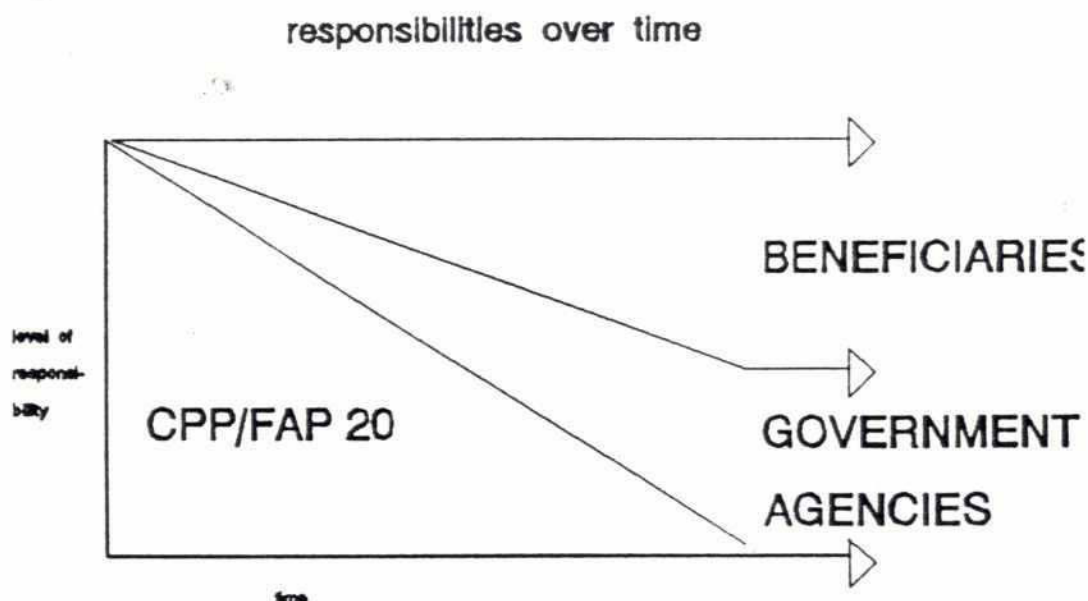 responsibilities over time
BENEFICIARIES
level of
responsi-
bility
CPP/FAP 20
GOVERNMENT
AGENCIES
time